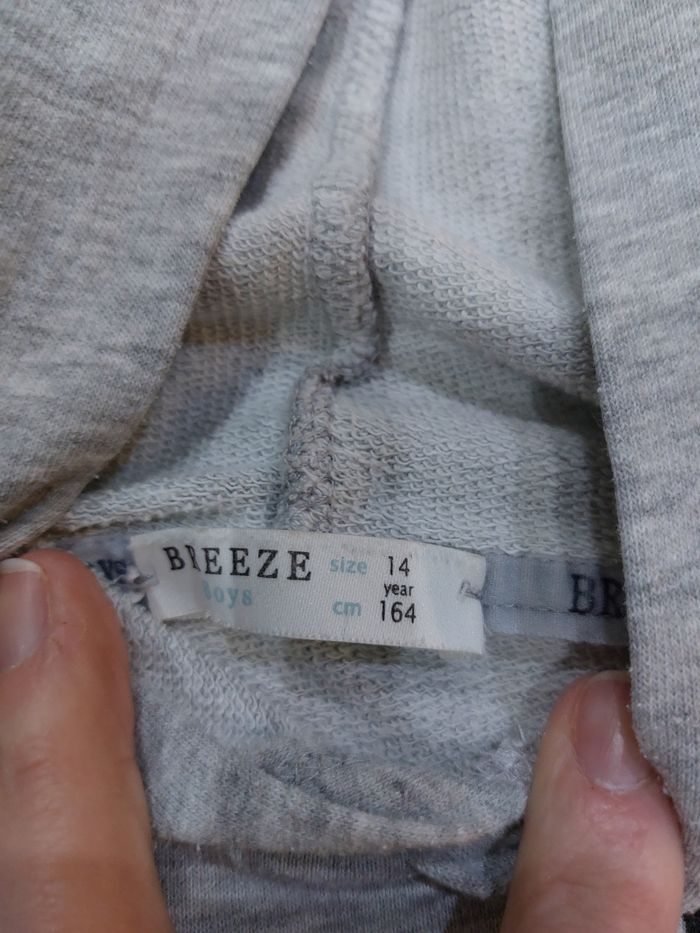 BREEZE size 14
year
Boys cm 164
BR